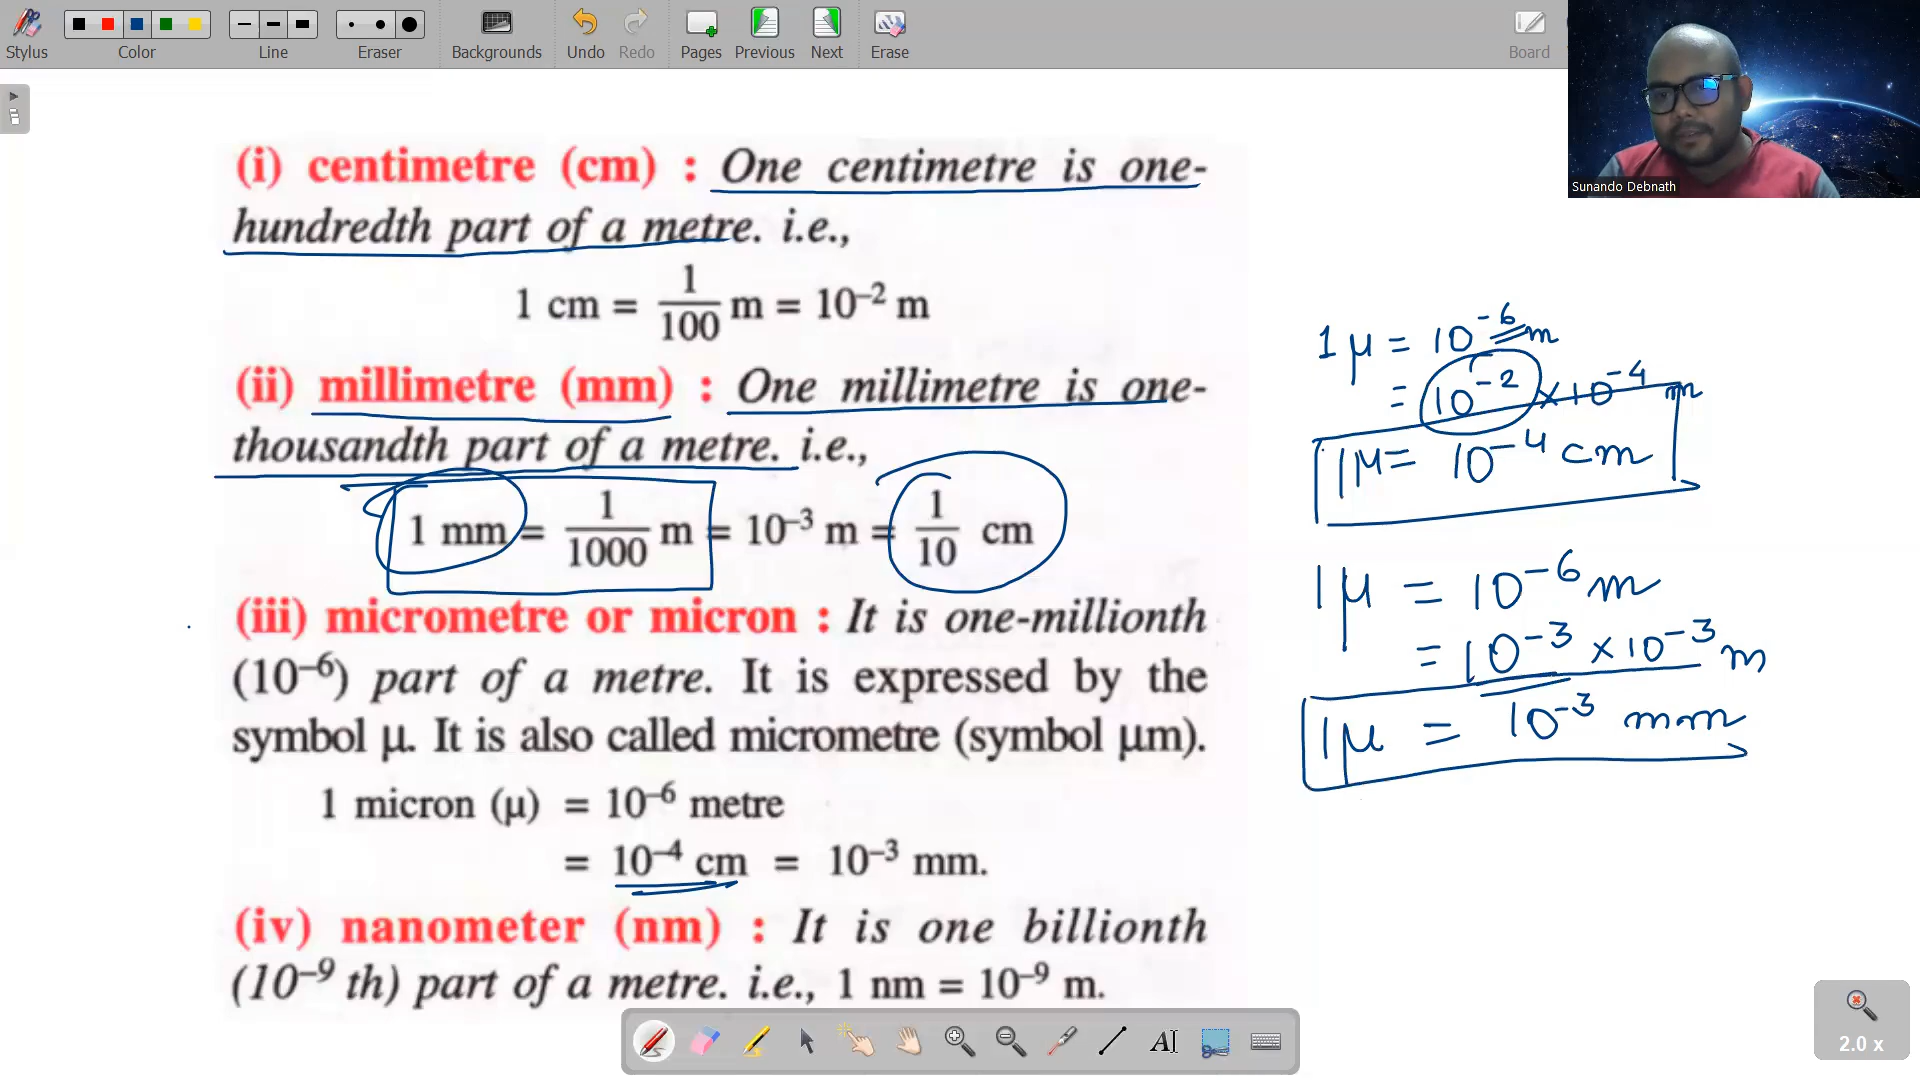 Stylus Color Line Eraser Backgrounds Undo Redo Pages Previous Next Erase Board
Sunando Debnath
(i) centimetre (cm) : One centimetre is one-
hundredth part of a metre. i.e.,
1 cm = 1/100 m = 10⁻² m
(ii) millimetre (mm) : One millimetre is one-
thousandth part of a metre. i.e.,
1 mm = 1/1000 m = 10⁻³ m = 1/10 cm
(iii) micrometre or micron : It is one-millionth
(10⁻⁶) part of a metre. It is expressed by the
symbol μ. It is also called micrometre (symbol μm).
1 micron (μ) = 10⁻⁶ metre
= 10⁻⁴ cm = 10⁻³ mm.
(iv) nanometer (nm) : It is one billionth
(10⁻⁹ th) part of a metre. i.e., 1 nm = 10⁻⁹ m.
1μ = 10⁻⁶ m
= 10⁻² × 10⁻⁴ m
1μ = 10⁻⁴ cm
1μ = 10⁻⁶ m
= 10⁻³ × 10⁻³ m
1μ = 10⁻³ mm
2.0 x